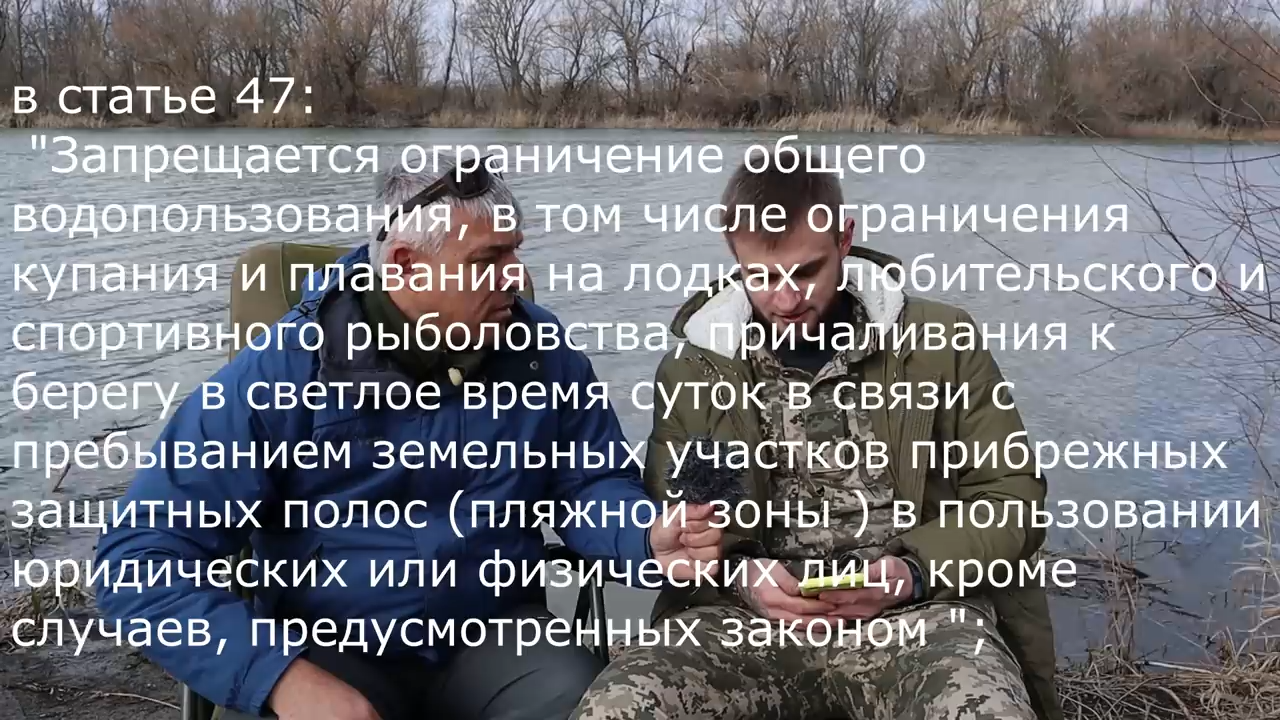 в статье 47:
"Запрещается ограничение общего
водопользования, в том числе ограничения
купания и плавания на лодках, любительского и
спортивного рыболовства, причаливания к
берегу в светлое время суток в связи с
пребыванием земельных участков прибрежных
защитных полос (пляжной зоны ) в пользовании
юридических или физических лиц, кроме
случаев, предусмотренных законом ";